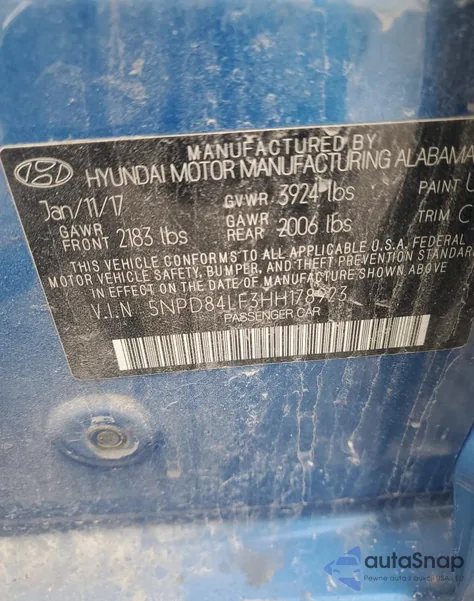 MANUFACTURED BY
HYUNDAI MOTOR MANUFACTURING ALABAMA
Jan/11/17
GVWR 3924 lbs
PAINT
GAWR FRONT 2183 lbs
GAWR REAR 2006 lbs
TRIM C
THIS VEHICLE CONFORMS TO ALL APPLICABLE U.S.A. FEDERAL
MOTOR VEHICLE SAFETY, BUMPER, AND THEFT PREVENTION STANDAR
IN EFFECT ON THE DATE OF MANUFACTURE SHOWN ABOVE
V.I.N.
PASSENGER CAR
autoSnap